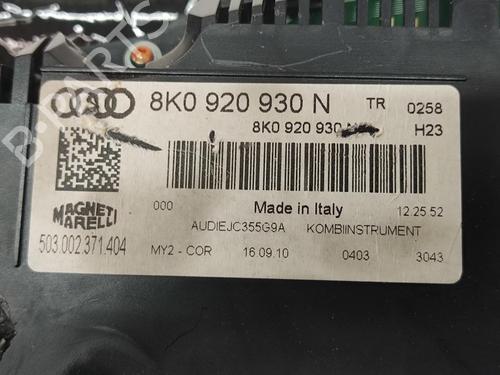 8K0 920 930 N TR 0258
8K0 920 930 H23
MAGNETI
MARELLI
000 Made in Italy 12 25 52
AUDIEJC355G9A KOMBIINSTRUMENT
503.002.371.404
MY2 - COR 16 09.10 0403 3043
B-PARTS